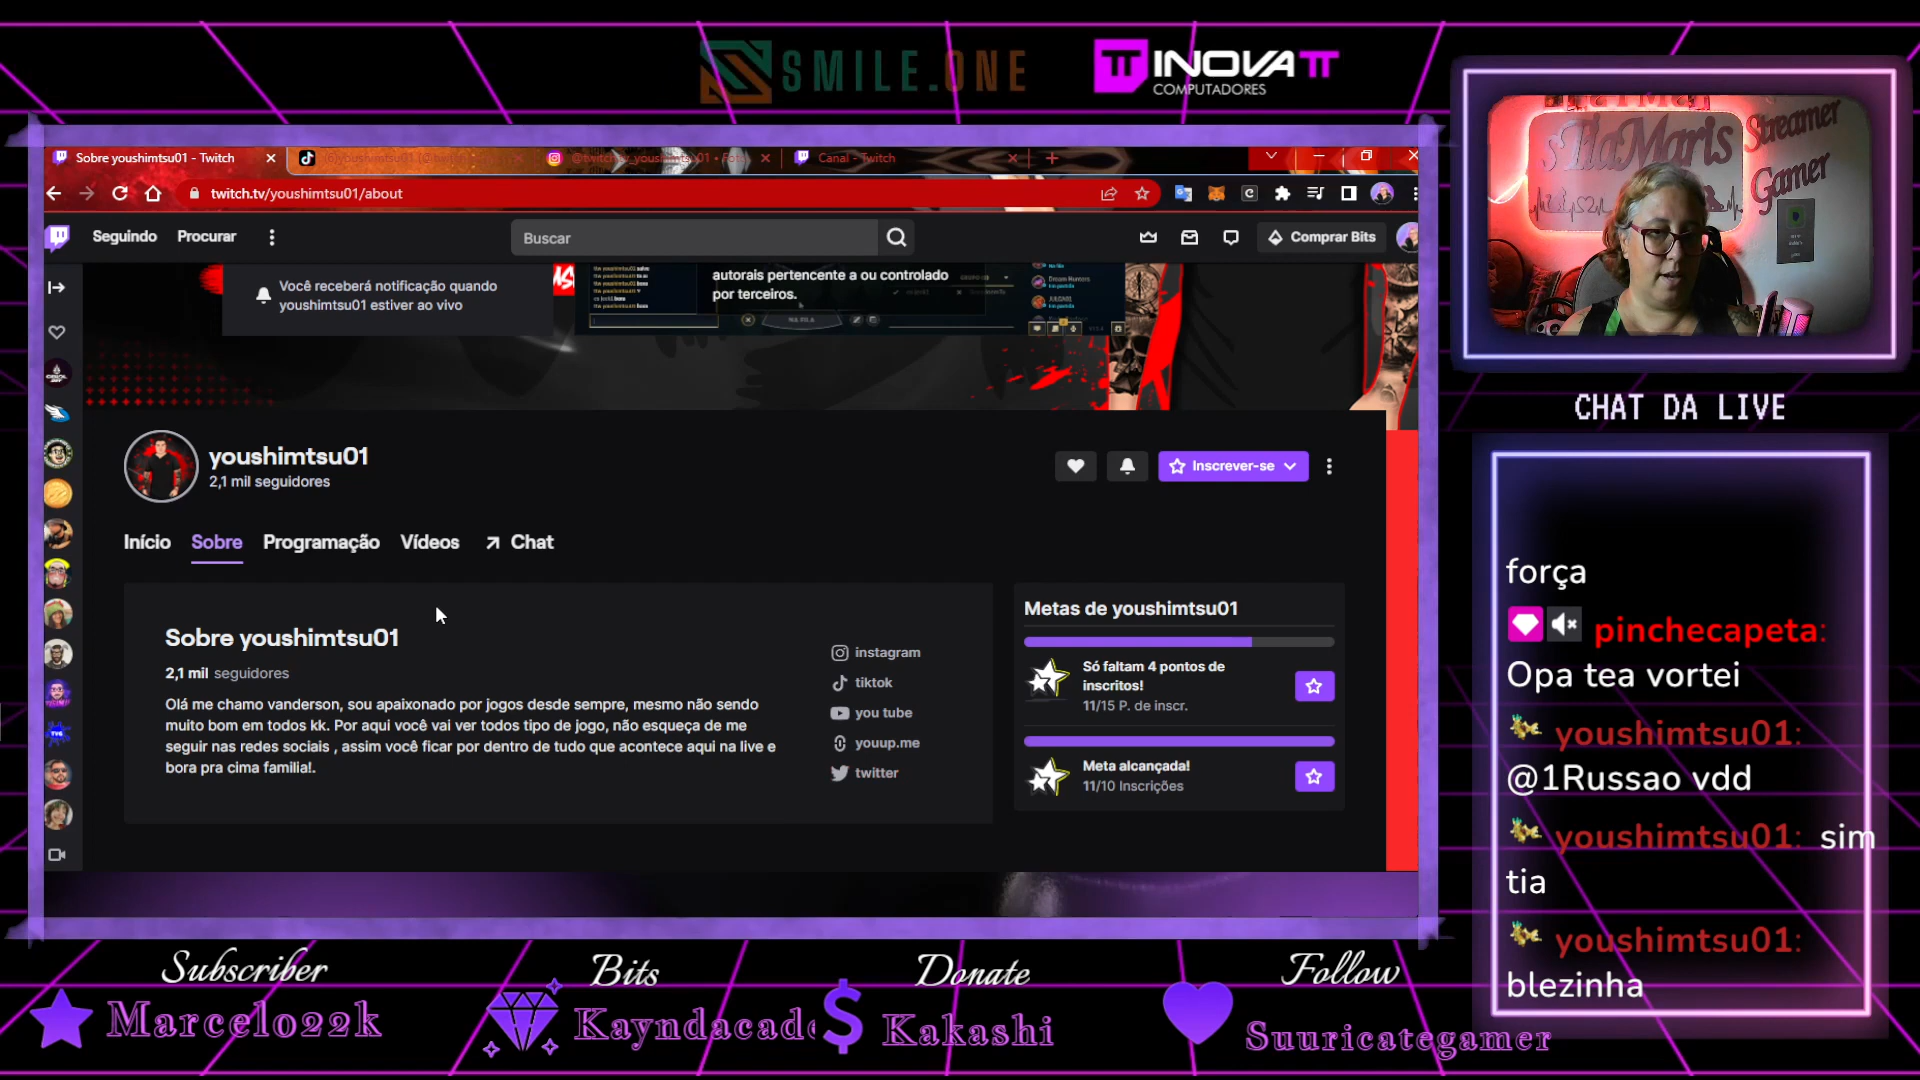 SMILE.ONE
INOVA
COMPUTADORES
Sobre youshimtsu01 - Twitch
Canal - Twitch
twitch.tv/youshimtsu01/about
Seguindo
Procurar
Buscar
Comprar Bits
Você receberá notificação quando
youshimtsu01 estiver ao vivo
autorais pertencente a ou controlado
por terceiros.
NA FILA
youshimtsu01
2,1 mil seguidores
Inscrever-se
Início
Sobre
Programação
Vídeos
Chat
Sobre youshimtsu01
2,1 mil seguidores
Olá me chamo vanderson, sou apaixonado por jogos desde sempre, mesmo não sendo
muito bom em todos kk. Por aqui você vai ver todos tipo de jogo, não esqueça de me
seguir nas redes sociais , assim você ficar por dentro de tudo que acontece aqui na live e
bora pra cima familia!.
instagram
tiktok
you tube
youup.me
twitter
Metas de youshimtsu01
Só faltam 4 pontos de
inscritos!
11/15 P. de inscr.
Meta alcançada!
11/10 Inscrições
TiaMaris
Streamer
Gamer
CHAT DA LIVE
força
pinchecapeta:
Opa tea vortei
youshimtsu01:
@1Russao vdd
youshimtsu01: sim
tia
youshimtsu01:
blezinha
Subscriber
Marcelo22k
Bits
Kayndacad
Donate
Kakashi
Follow
Suuricategamer